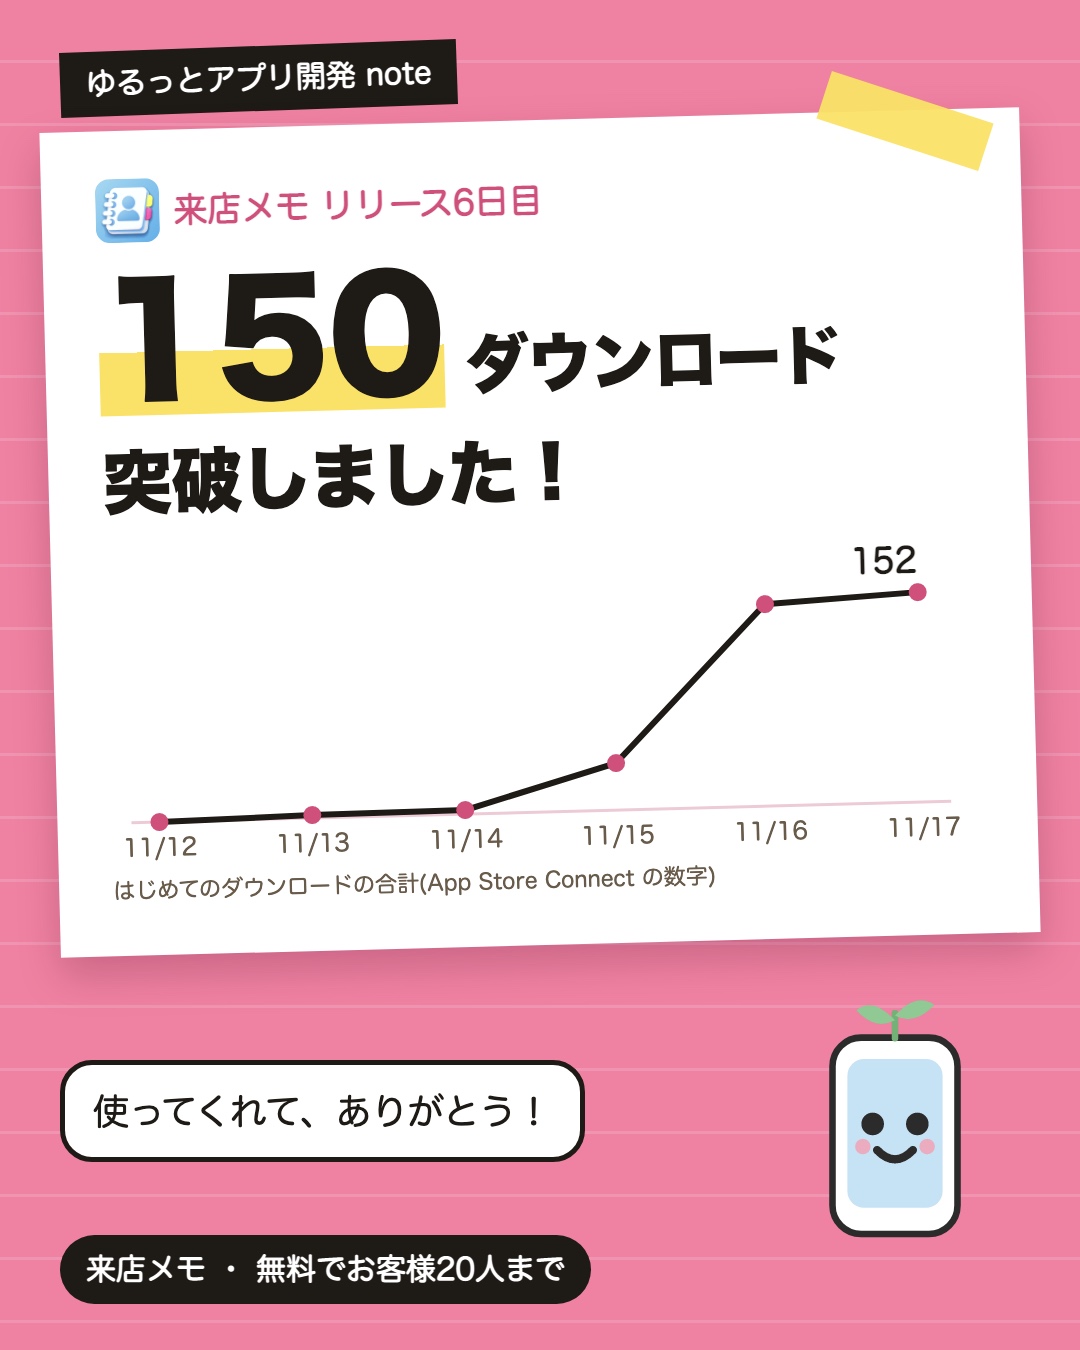 ゆるっとアプリ開発 note
来店メモ リリース6日目
150 ダウンロード
突破しました！
152
11/12 11/13 11/14 11/15 11/16 11/17
はじめてのダウンロードの合計(App Store Connect の数字)
使ってくれて、ありがとう！
来店メモ ・ 無料でお客様20人まで